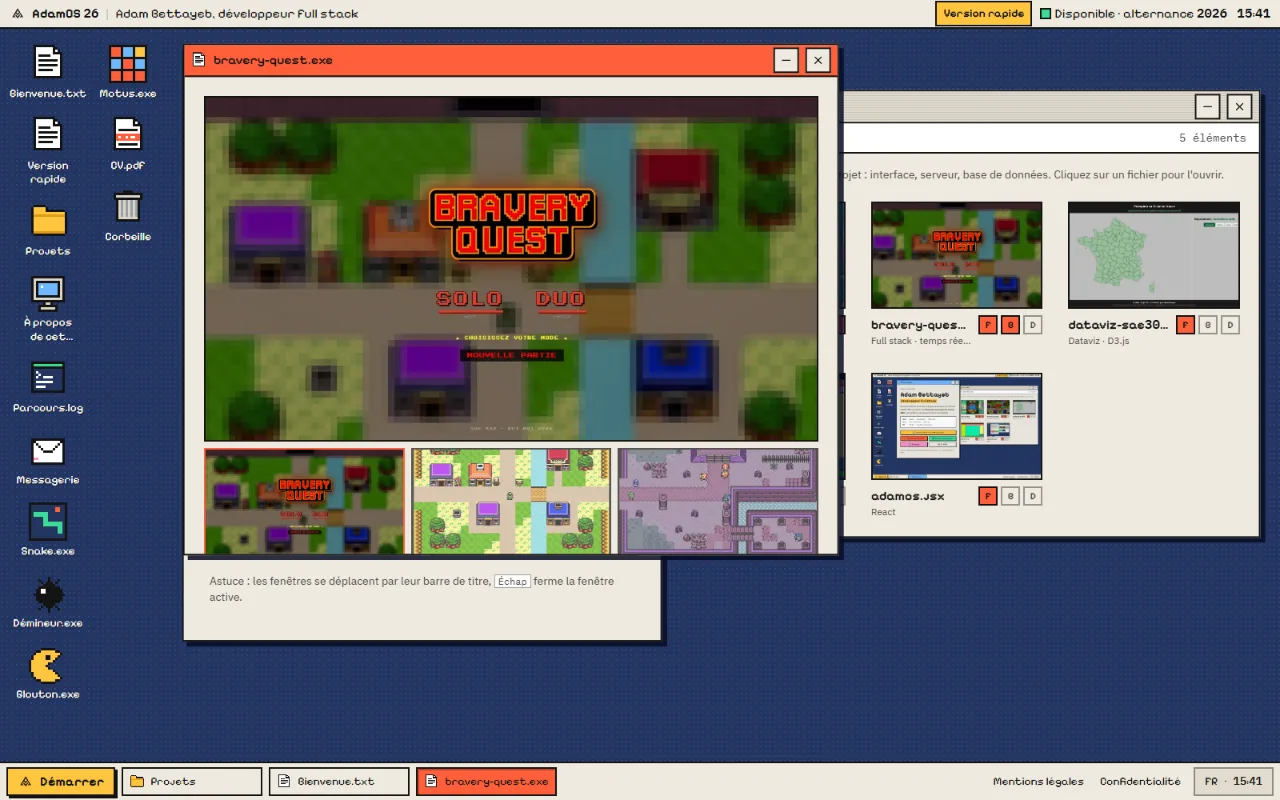 AdamOS 26
Adam Gettayeb, développeur Full stack
Version rapide
Disponible · alternance 2026
15:41
Bienvenue.txt
Motus.exe
Version
rapide
CV.pdf
Projets
Corbeille
À propos
de cet...
Parcours.log
Messagerie
Snake.exe
Démineur.exe
Glouton.exe
bravery-quest.exe
BRAVERY
QUEST
SOLO DUO
CHOISISSEZ VOTRE MODE
NOUVELLE PARTIE
Astuce : les fenêtres se déplacent par leur barre de titre, Échap ferme la fenêtre
active.
5 éléments
ojet : interface, serveur, base de données. Cliquez sur un fichier pour l'ouvrir.
bravery-ques... F B D
Full stack · temps rée...
dataviz-sae30... F B D
Dataviz · D3.js
Adam Gettayeb
adamos.jsx F B D
React
Démarrer
Projets
Bienvenue.txt
bravery-quest.exe
Mentions légales
Confidentialité
FR · 15:41